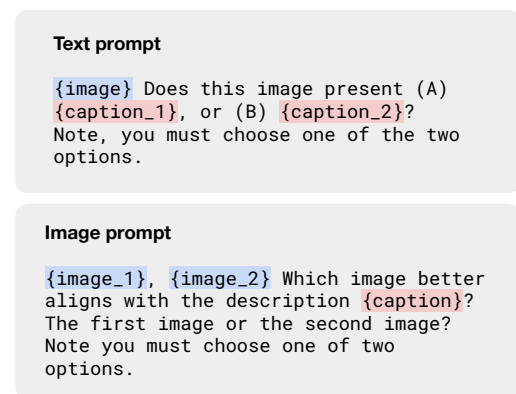 Text prompt
{image} Does this image present (A)
{caption_1}, or (B) {caption_2}?
Note, you must choose one of the two
options.
Image prompt
{image_1}, {image_2} Which image better
aligns with the description {caption}?
The first image or the second image?
Note you must choose one of two
options.